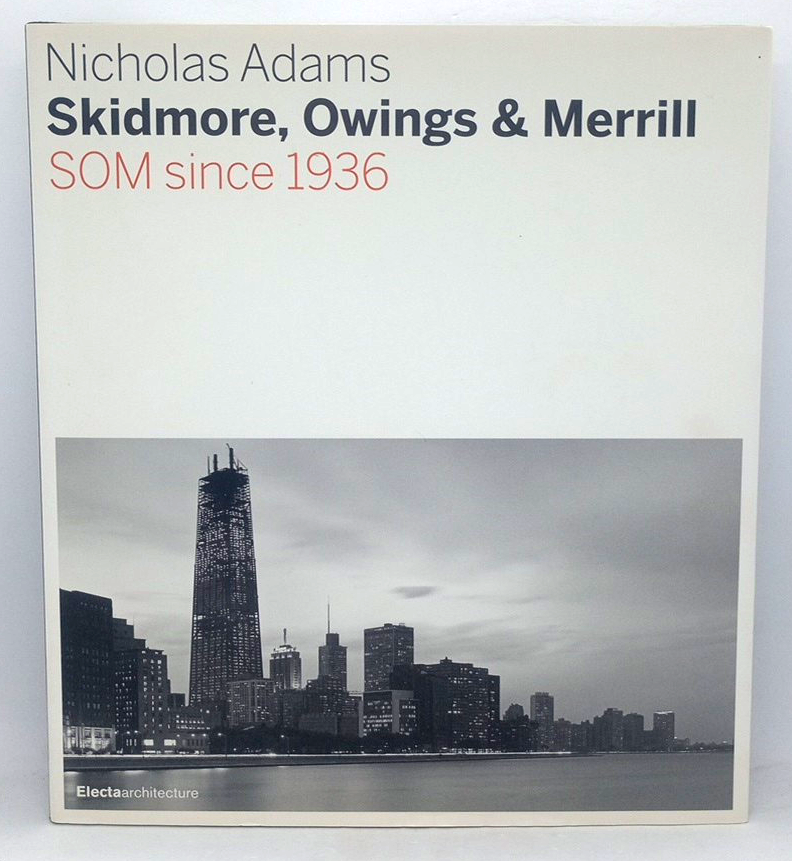 Nicholas Adams
Skidmore, Owings & Merrill
SOM since 1936
Electaarchitecture